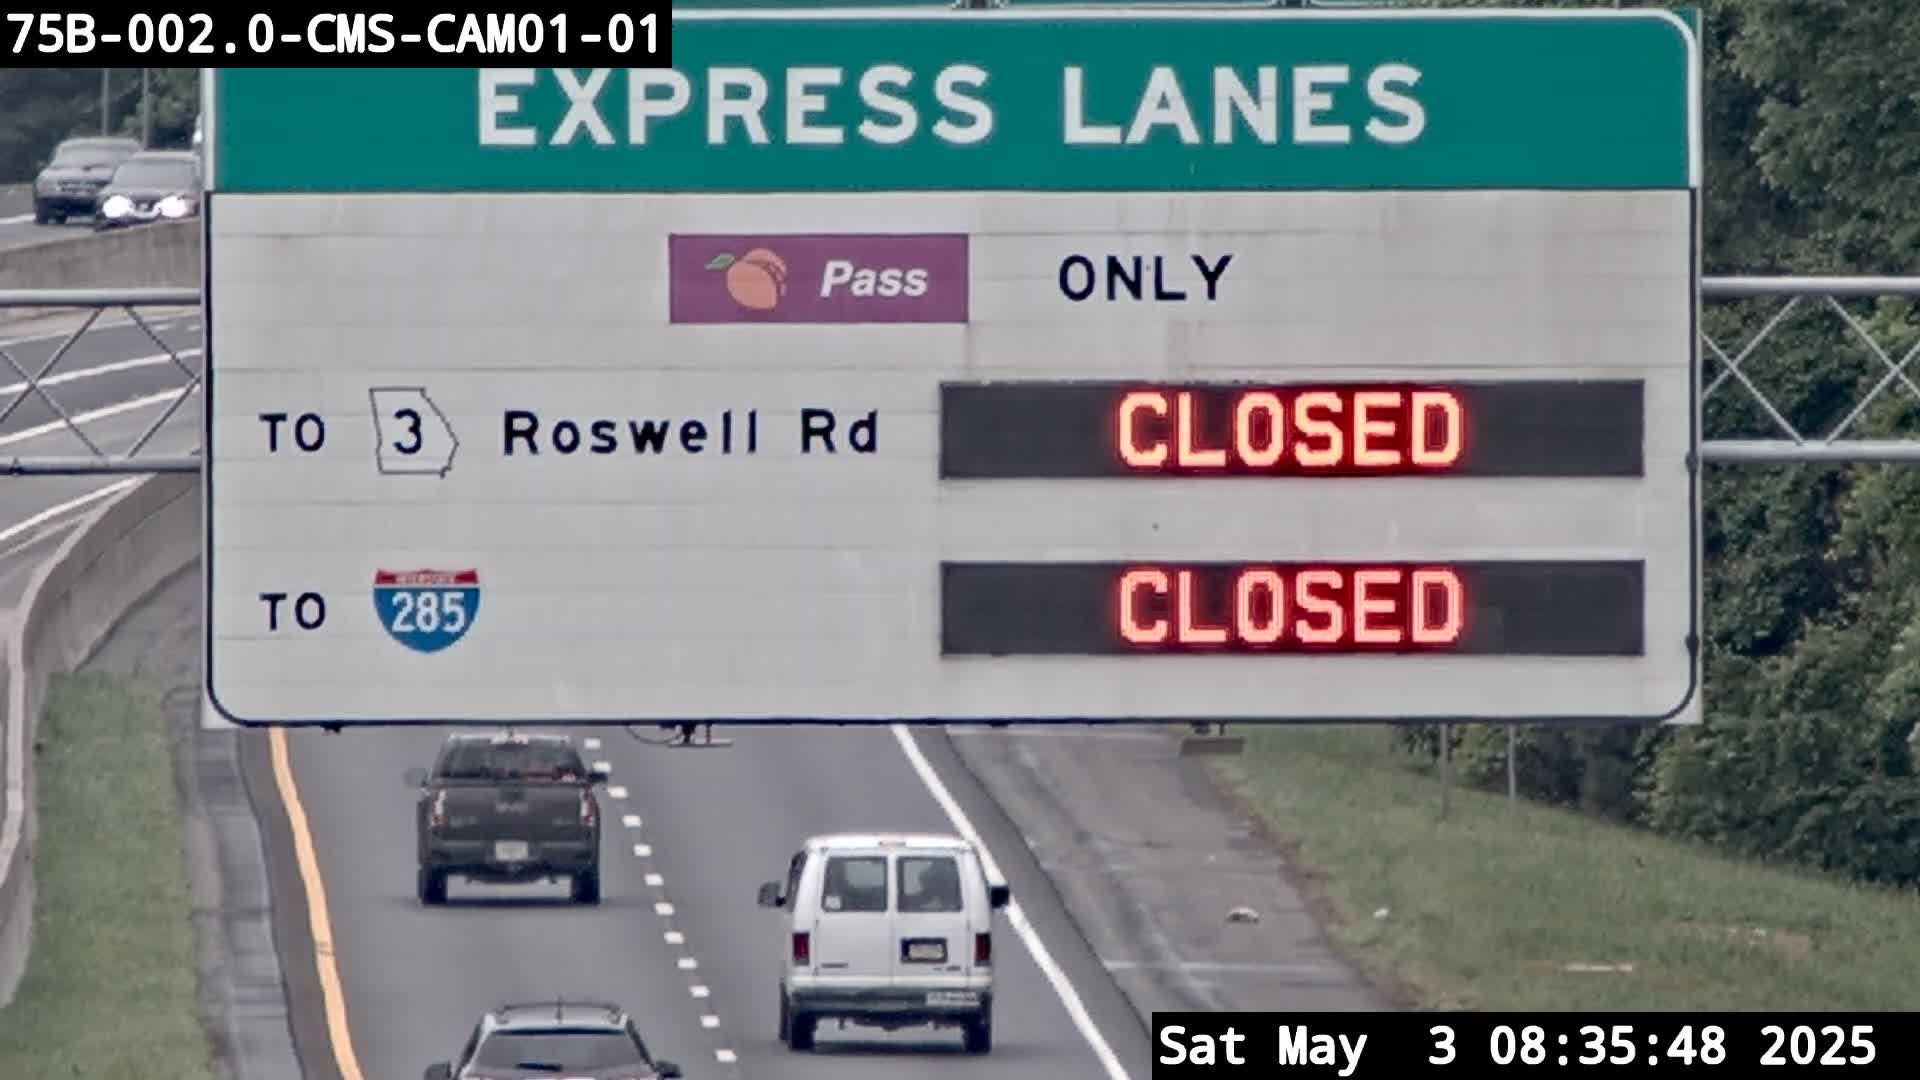 75B-002.0-CMS-CAM01-01
EXPRESS LANES
Pass ONLY
TO 3 Roswell Rd CLOSED
TO 285 CLOSED
Sat May 3 08:35:48 2025